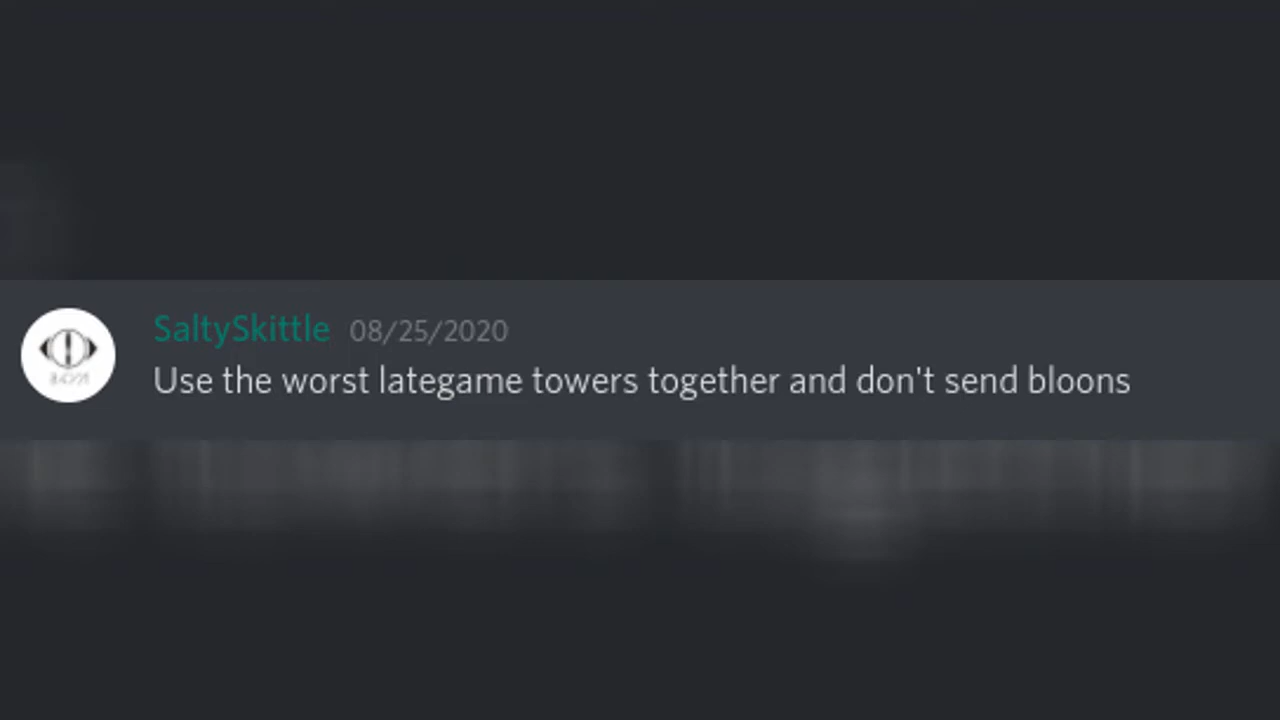 SaltySkittle 08/25/2020
Use the worst lategame towers together and don't send bloons